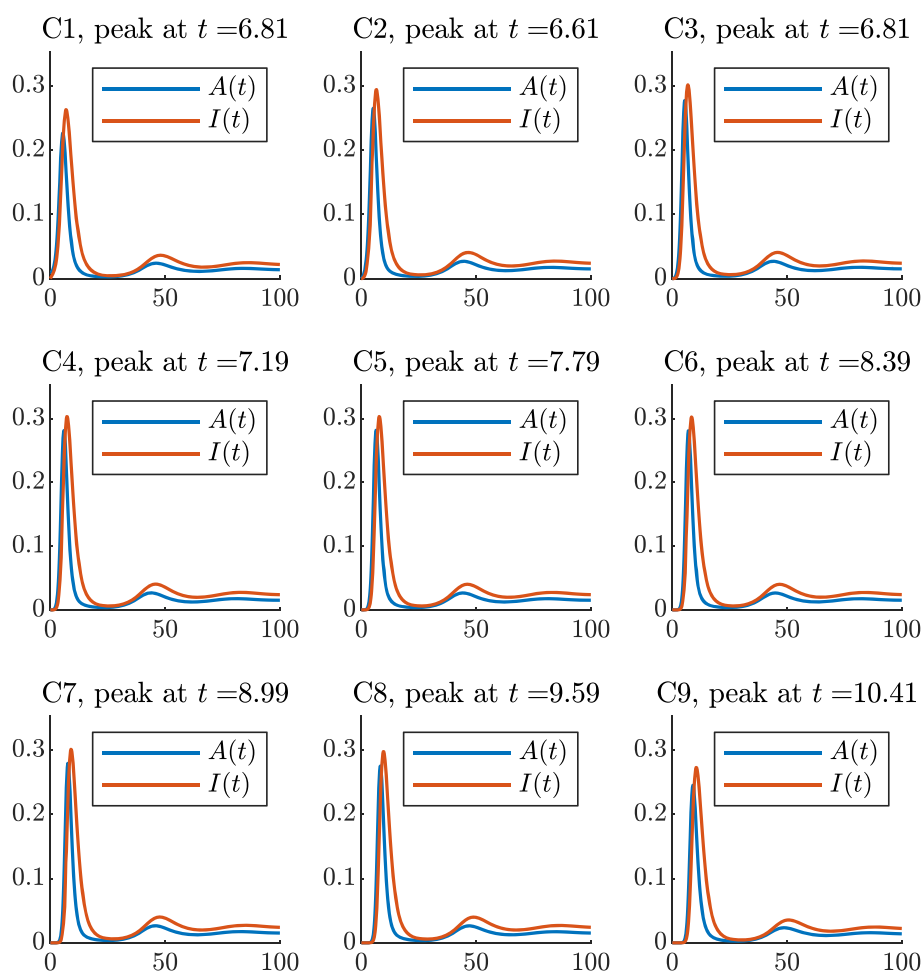 C1, peak at t =6.81
C2, peak at t =6.61
C3, peak at t =6.81
0.3
0.2
0.1
0
A(t)
I(t)
0 50 100
0.3
0.2
0.1
0
A(t)
I(t)
0 50 100
0.3
0.2
0.1
0
A(t)
I(t)
0 50 100
C4, peak at t =7.19
C5, peak at t =7.79
C6, peak at t =8.39
0.3
0.2
0.1
0
A(t)
I(t)
0 50 100
0.3
0.2
0.1
0
A(t)
I(t)
0 50 100
0.3
0.2
0.1
0
A(t)
I(t)
0 50 100
C7, peak at t =8.99
C8, peak at t =9.59
C9, peak at t =10.41
0.3
0.2
0.1
0
A(t)
I(t)
0 50 100
0.3
0.2
0.1
0
A(t)
I(t)
0 50 100
0.3
0.2
0.1
0
A(t)
I(t)
0 50 100